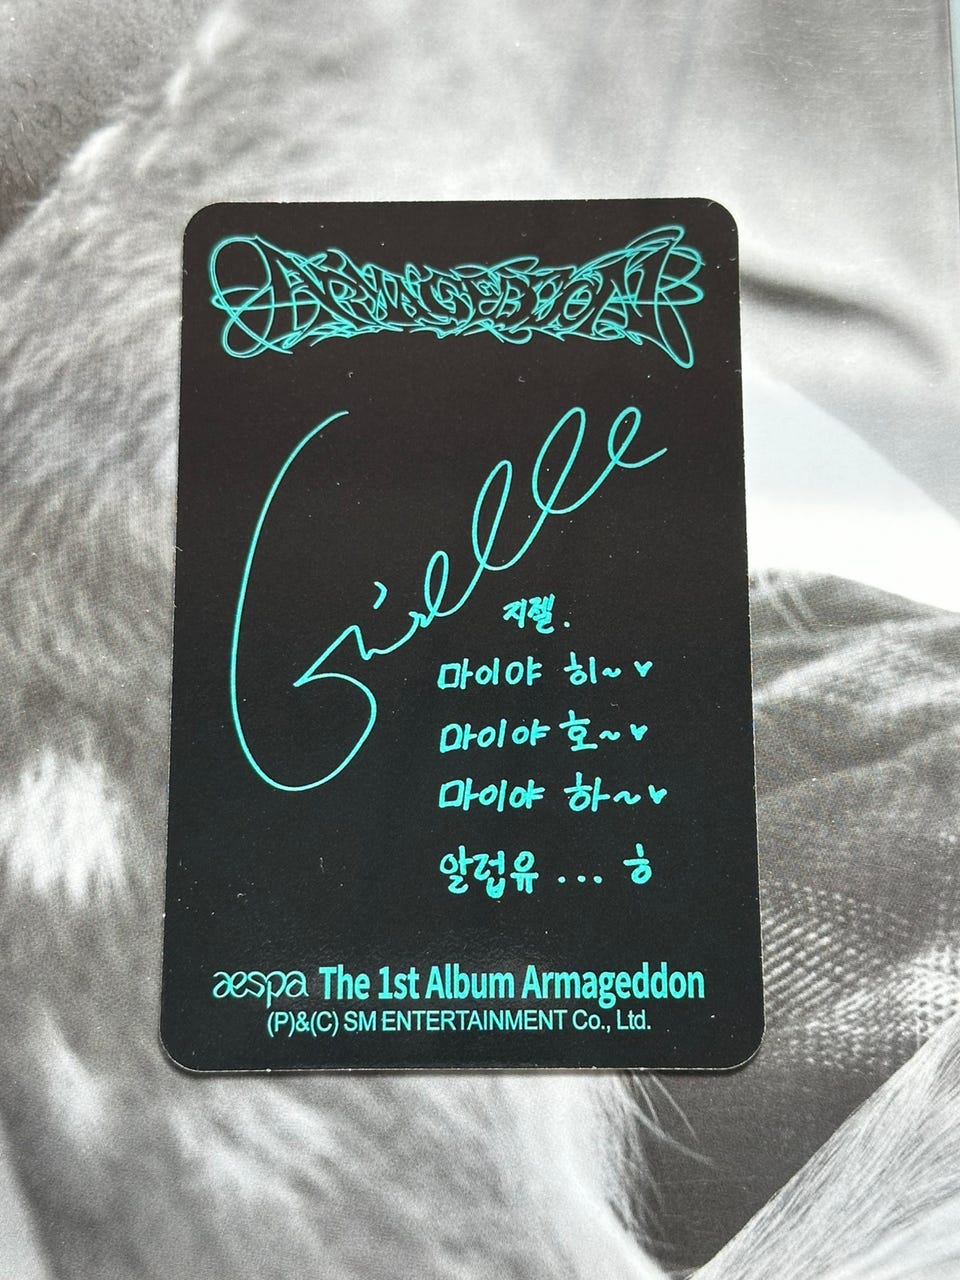 ARMAGEDDON
Giselle
지젤.
마이야 히~♥
마이야 호~♥
마이야 하~♥
알럽유 ... ㅎ
aespa The 1st Album Armageddon
(P)&(C) SM ENTERTAINMENT Co., Ltd.